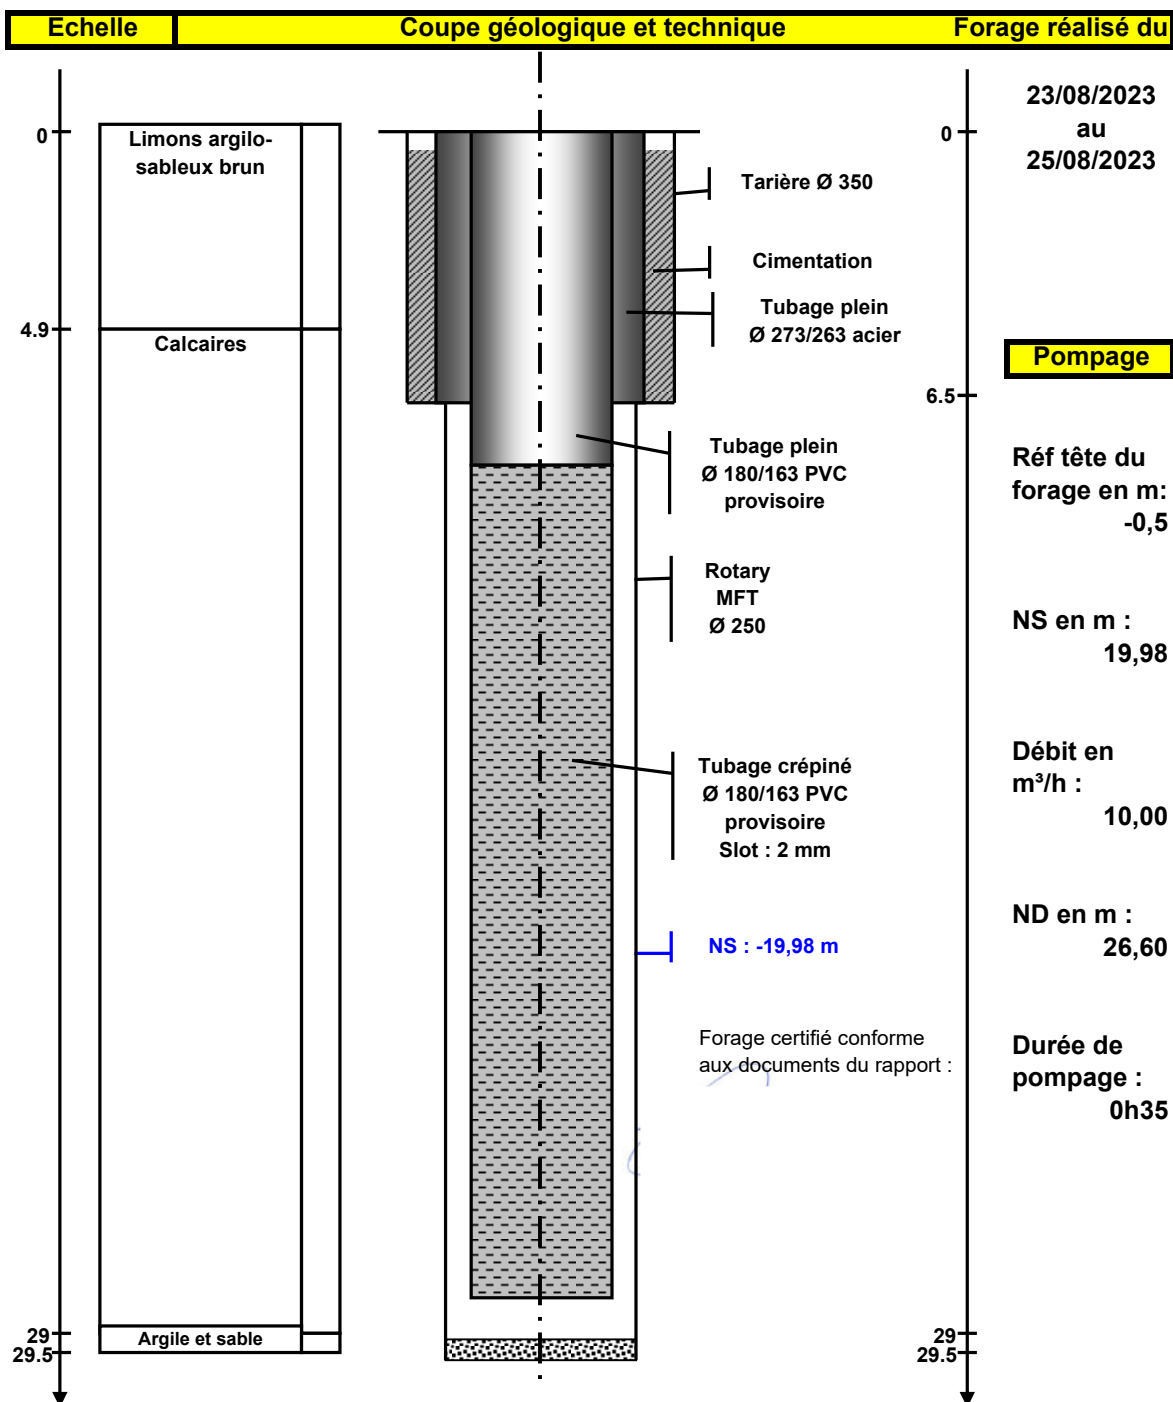 Echelle
Coupe géologique et technique
Forage réalisé du
23/08/2023
au
25/08/2023
0
Limons argilo-
sableux brun
0
Tarière Ø 350
Cimentation
Tubage plein
Ø 273/263 acier
4.9
Calcaires
Pompage
6.5
Tubage plein
Ø 180/163 PVC
provisoire
Réf tête du
forage en m:
-0,5
Rotary
MFT
Ø 250
NS en m :
19,98
Tubage crépiné
Ø 180/163 PVC
provisoire
Slot : 2 mm
Débit en
m³/h :
10,00
NS : -19,98 m
ND en m :
26,60
Forage certifié conforme
aux documents du rapport :
Durée de
pompage :
0h35
29
Argile et sable
29
29.5
29.5